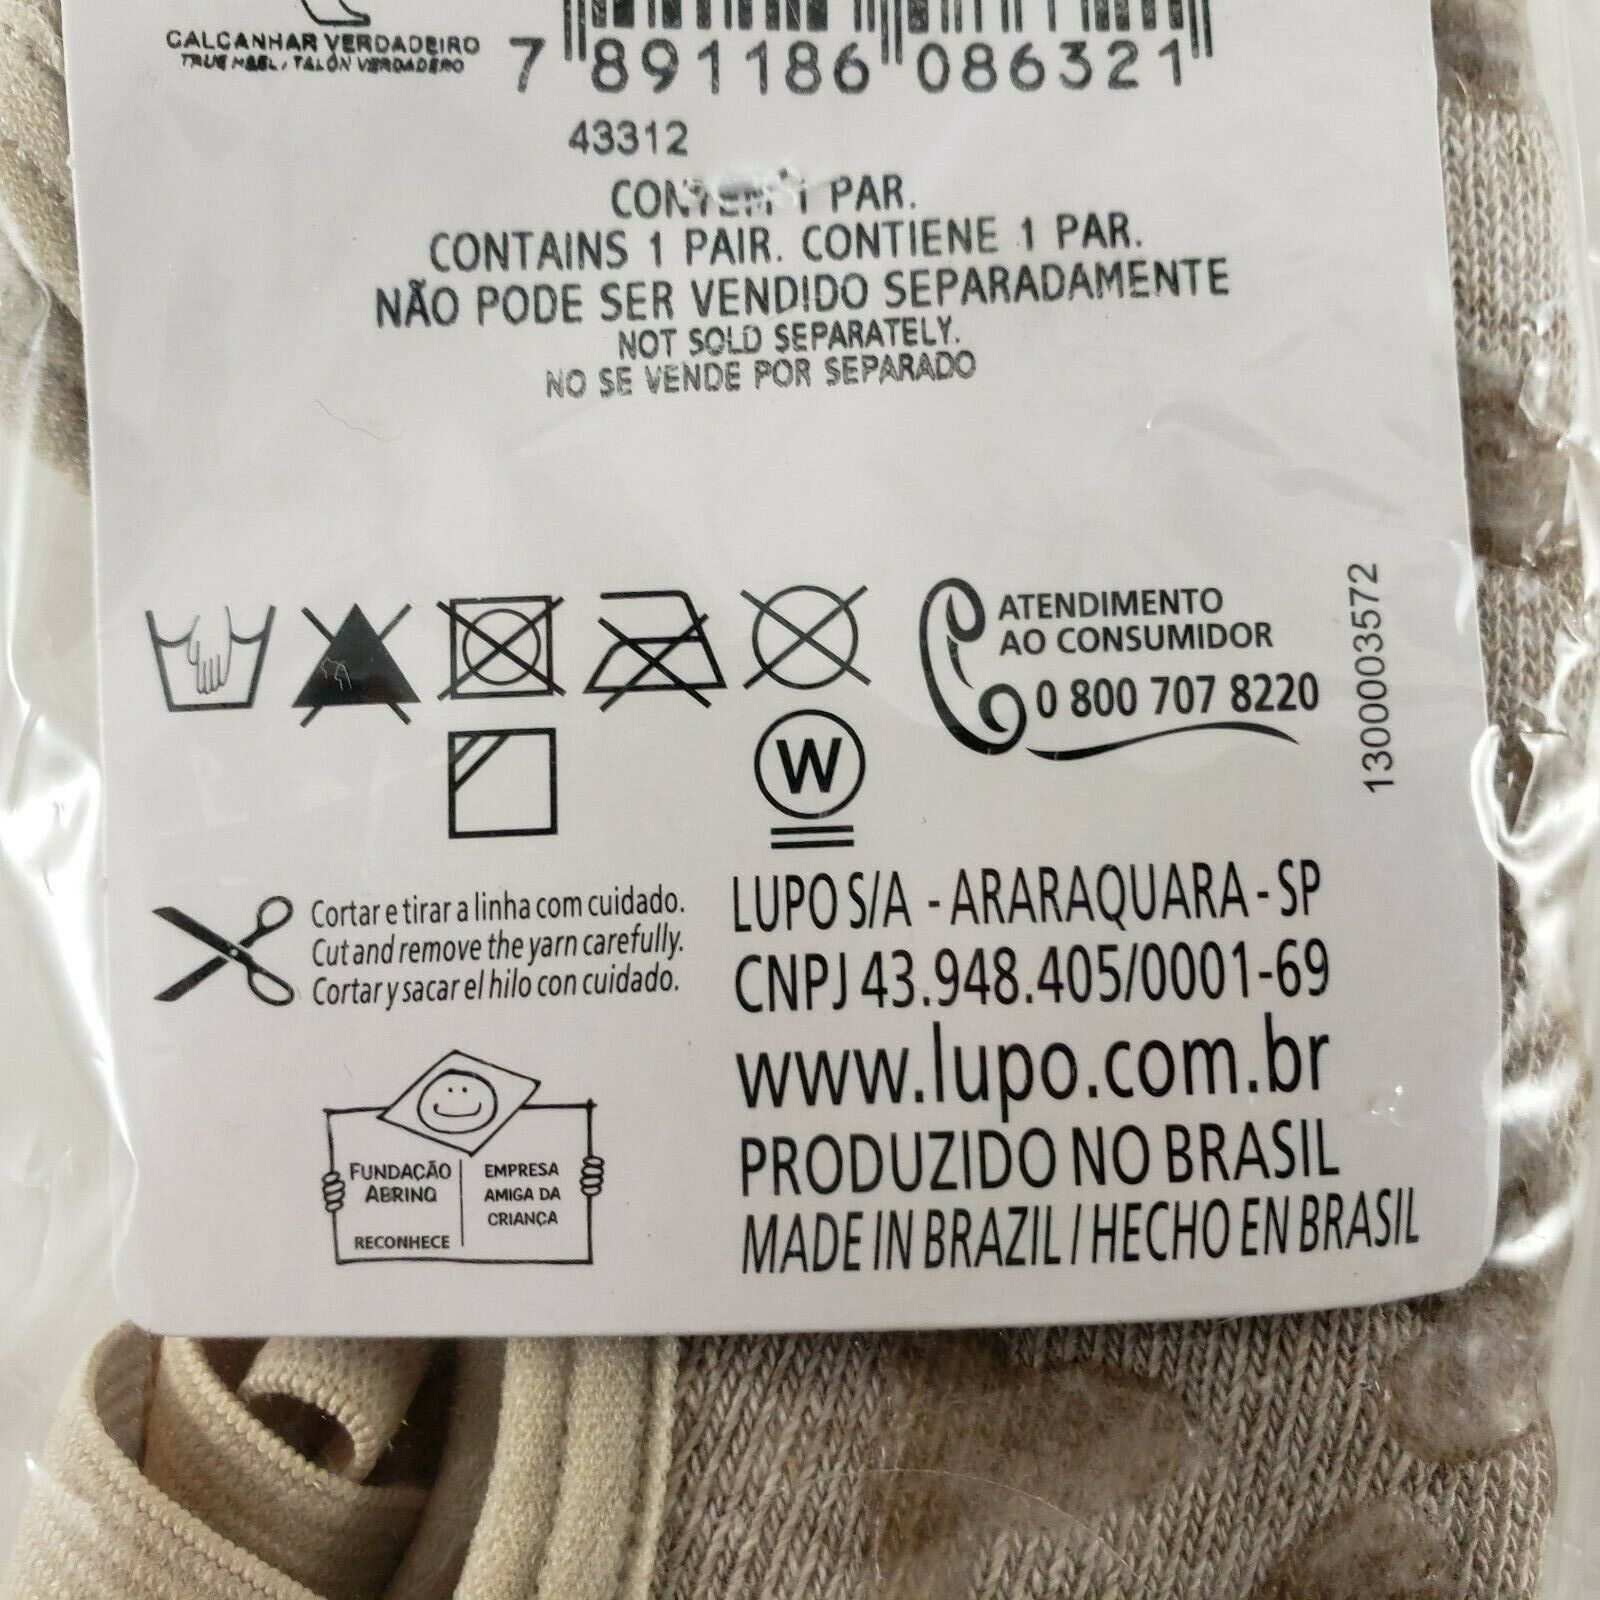 CALCANHAR VERDADEIRO
TRUE HEEL / TALÓN VERDADERO
7 891186 086321
43312
CONTEM 1 PAR.
CONTAINS 1 PAIR. CONTIENE 1 PAR.
NÃO PODE SER VENDIDO SEPARADAMENTE
NOT SOLD SEPARATELY.
NO SE VENDE POR SEPARADO
ATENDIMENTO
AO CONSUMIDOR
0 800 707 8220
1300003572
W
Cortar e tirar a linha com cuidado.
Cut and remove the yarn carefully.
Cortar y sacar el hilo con cuidado.
LUPO S/A - ARARAQUARA - SP
CNPJ 43.948.405/0001-69
www.lupo.com.br
PRODUZIDO NO BRASIL
MADE IN BRAZIL / HECHO EN BRASIL
FUNDAÇÃO
ABRINQ
RECONHECE
EMPRESA
AMIGA DA
CRIANÇA